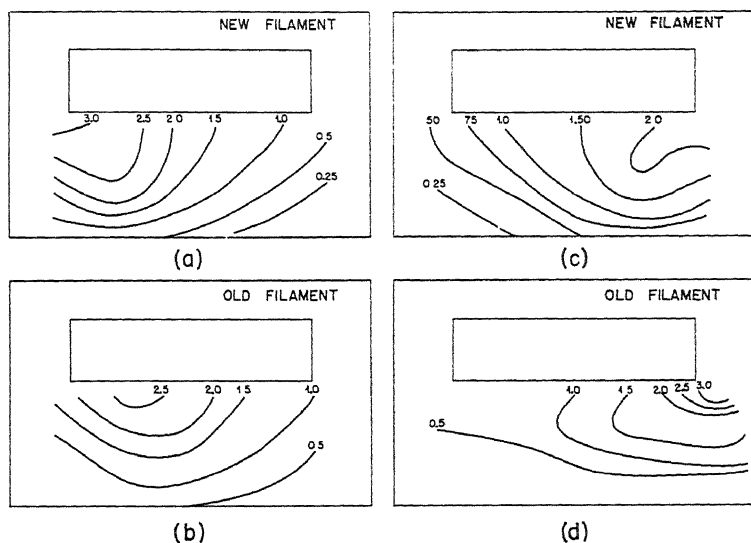 NEW FILAMENT
3.0 2.5 2.0 1.5 1.0
0.5
0.25
(a)
NEW FILAMENT
50 75 1.0 1.50 2.0
0.25
(c)
OLD FILAMENT
2.5 2.0 1.5 1.0
0.5
(b)
OLD FILAMENT
1.0 1.5 2.0 2.5 3.0
0.5
(d)